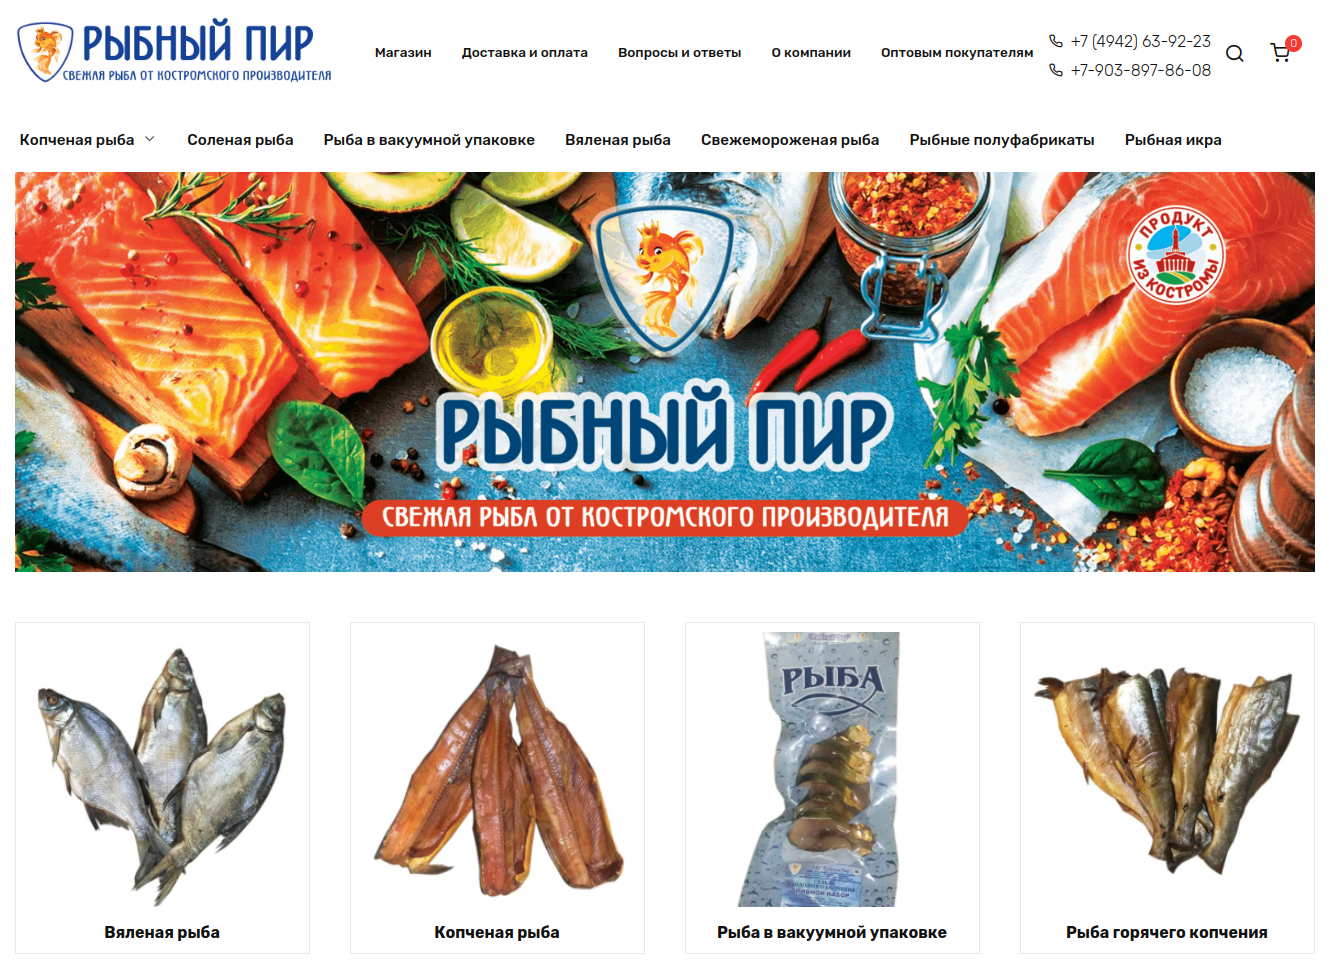 РЫБНЫЙ ПИР
СВЕЖАЯ РЫБА ОТ КОСТРОМСКОГО ПРОИЗВОДИТЕЛЯ
Магазин
Доставка и оплата
Вопросы и ответы
О компании
Оптовым покупателям
+7 (4942) 63-92-23
+7-903-897-86-08
0
Копченая рыба
Соленая рыба
Рыба в вакуумной упаковке
Вяленая рыба
Свежемороженая рыба
Рыбные полуфабрикаты
Рыбная икра
ПРОДУКТ
ИЗ КОСТРОМЫ
РЫБНЫЙ ПИР
СВЕЖАЯ РЫБА ОТ КОСТРОМСКОГО ПРОИЗВОДИТЕЛЯ
РЫБА
Вяленая рыба
Копченая рыба
Рыба в вакуумной упаковке
Рыба горячего копчения